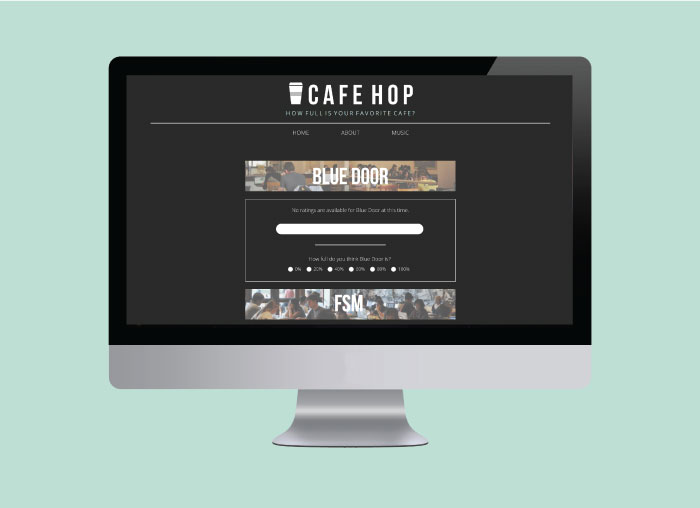 CAFE HOP
HOW FULL IS YOUR FAVORITE CAFE?
HOME ABOUT MUSIC
BLUE DOOR
No ratings are available for Blue Door at this time.
How full do you think Blue Door is?
0% 20% 40% 60% 80% 100%
FSM